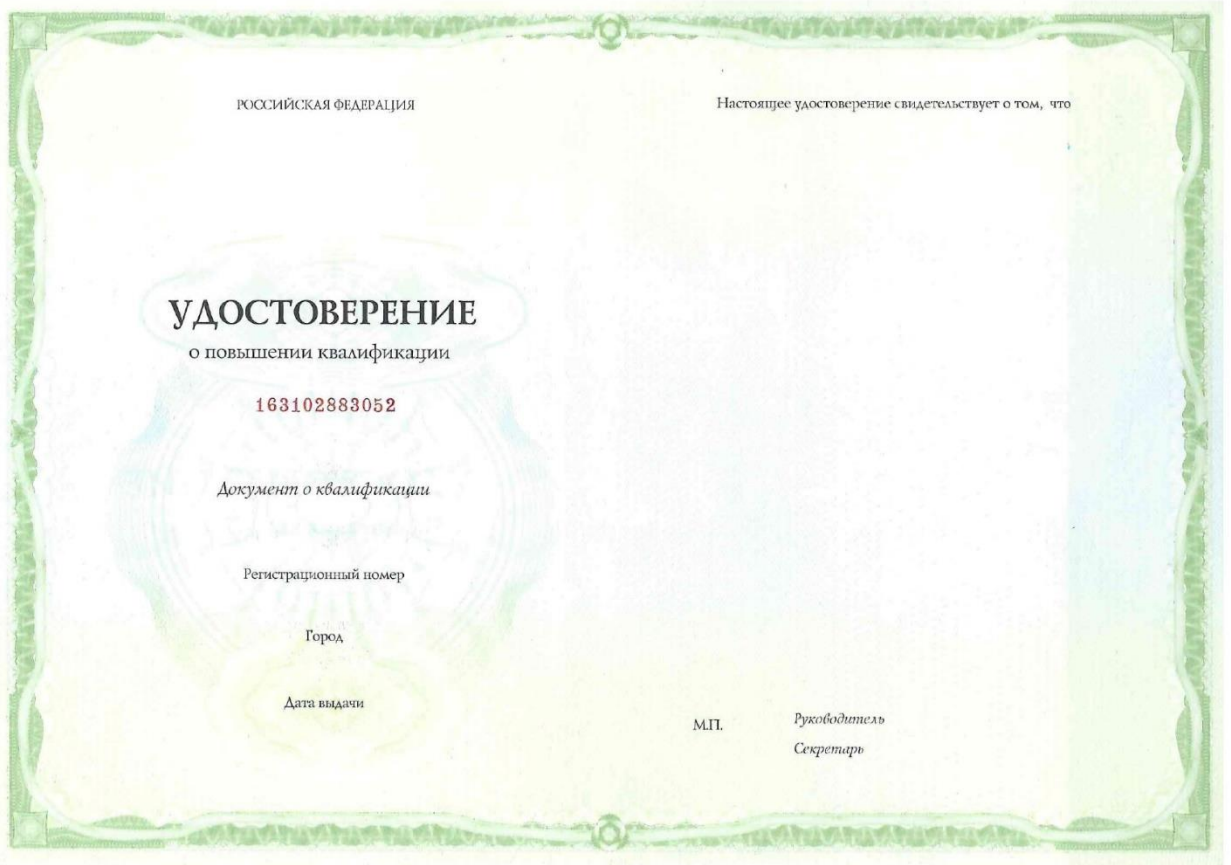 РОССИЙСКАЯ ФЕДЕРАЦИЯ
УДОСТОВЕРЕНИЕ
о повышении квалификации
163102883052
Документ о квалификации
Регистрационный номер
Город
Дата выдачи
Настоящее удостоверение свидетельствует о том, что
М.П.
Руководитель
Секретарь